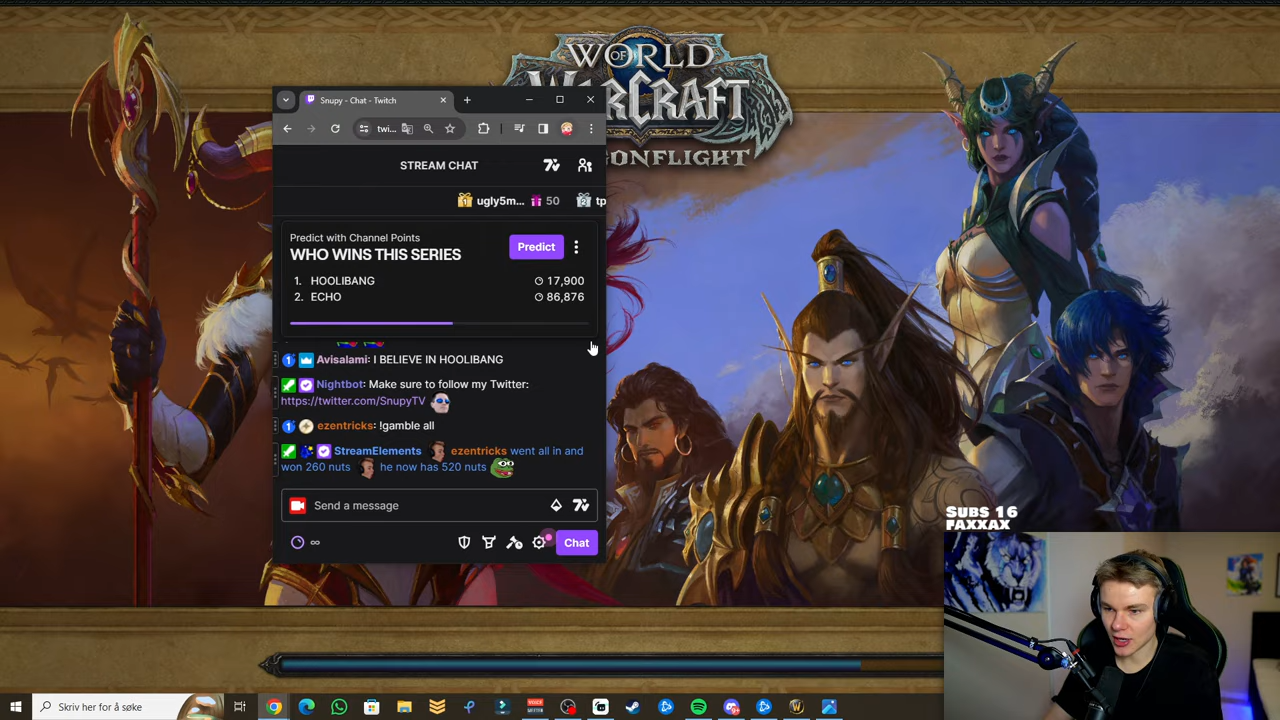 WORLD
OF
WARCRAFT
DRAGONFLIGHT
Snupy - Chat - Twitch
twi...
STREAM CHAT
ugly5m... 50
tp
Predict with Channel Points
WHO WINS THIS SERIES
Predict
1. HOOLIBANG 17,900
2. ECHO 86,876
Avisalami: I BELIEVE IN HOOLIBANG
Nightbot: Make sure to follow my Twitter:
https://twitter.com/SnupyTV
ezentricks: !gamble all
StreamElements ezentricks went all in and
won 260 nuts he now has 520 nuts
Send a message
Chat
SUBS 16
FAXXAX
Skriv her for å søke